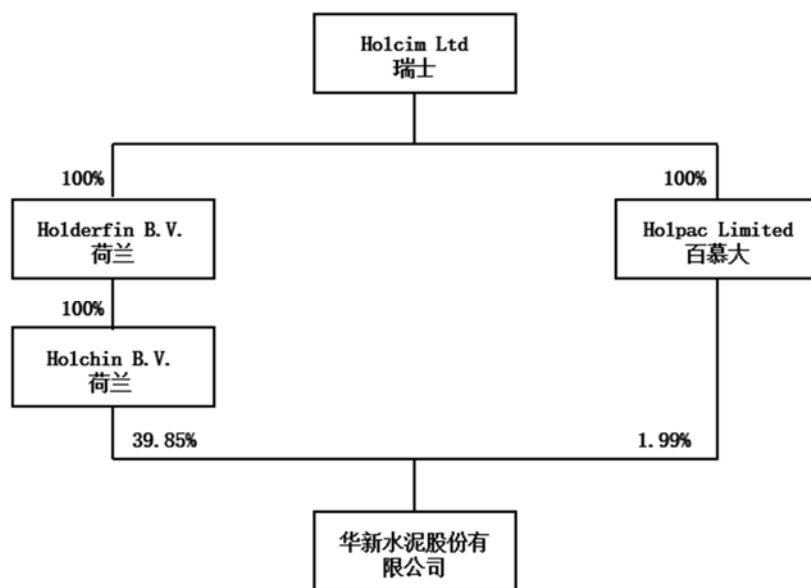 Holcim Ltd
瑞士
100%
100%
Holderfin B.V.
荷兰
Holpac Limited
百慕大
100%
Holchin B.V.
荷兰
39.85%
1.99%
华新水泥股份有
限公司